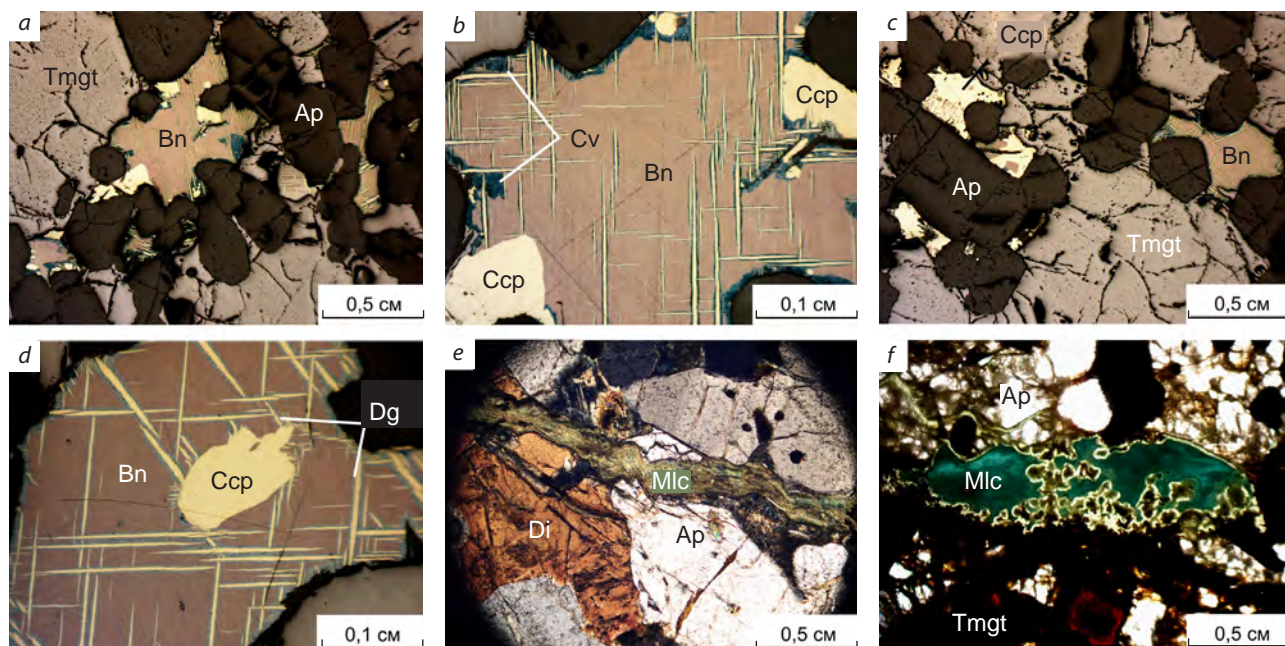 a
Tmgt
Ap
Bn
0,5 см
b
Ccp
Cv
Bn
Ccp
0,1 см
c
Ccp
Bn
Ap
Tmgt
0,5 см
d
Dg
Bn
Ccp
0,1 см
e
Mlc
Di
Ap
0,5 см
f
Ap
Mlc
Tmgt
0,5 см